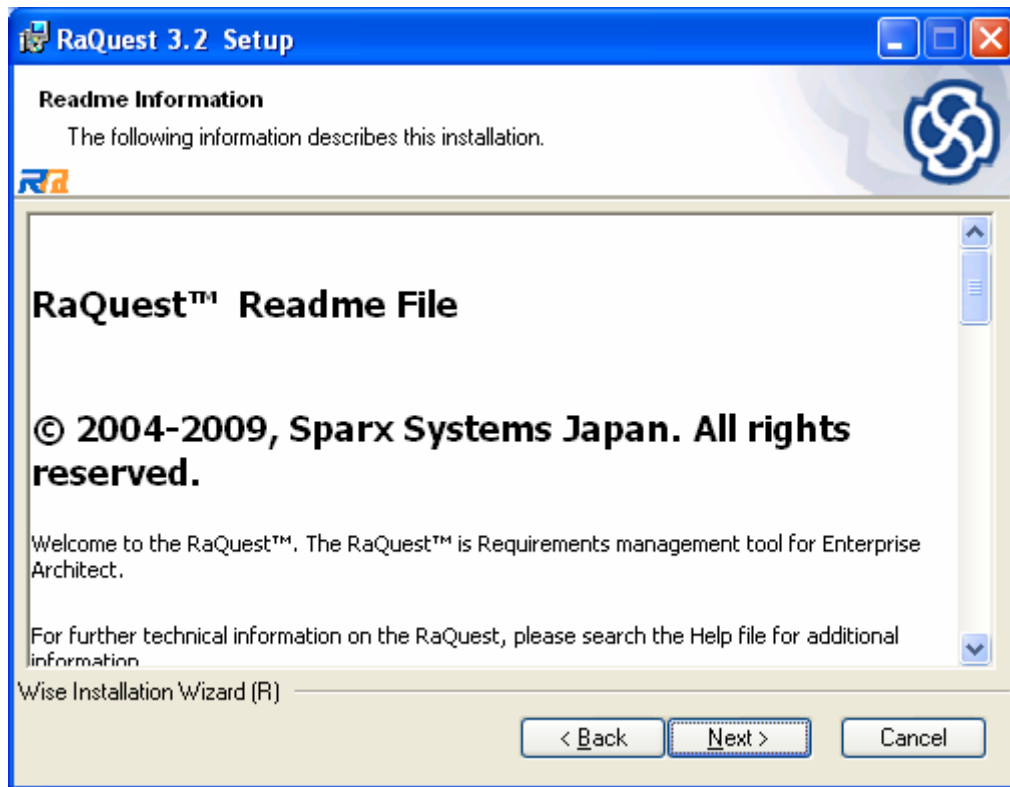 RaQuest 3.2 Setup
Readme Information
The following information describes this installation.
Ra
RaQuest™ Readme File
© 2004-2009, Sparx Systems Japan. All rights
reserved.
Welcome to the RaQuest™. The RaQuest™ is Requirements management tool for Enterprise
Architect.
For further technical information on the RaQuest, please search the Help file for additional
information
Wise Installation Wizard (R)
< Back
Next >
Cancel